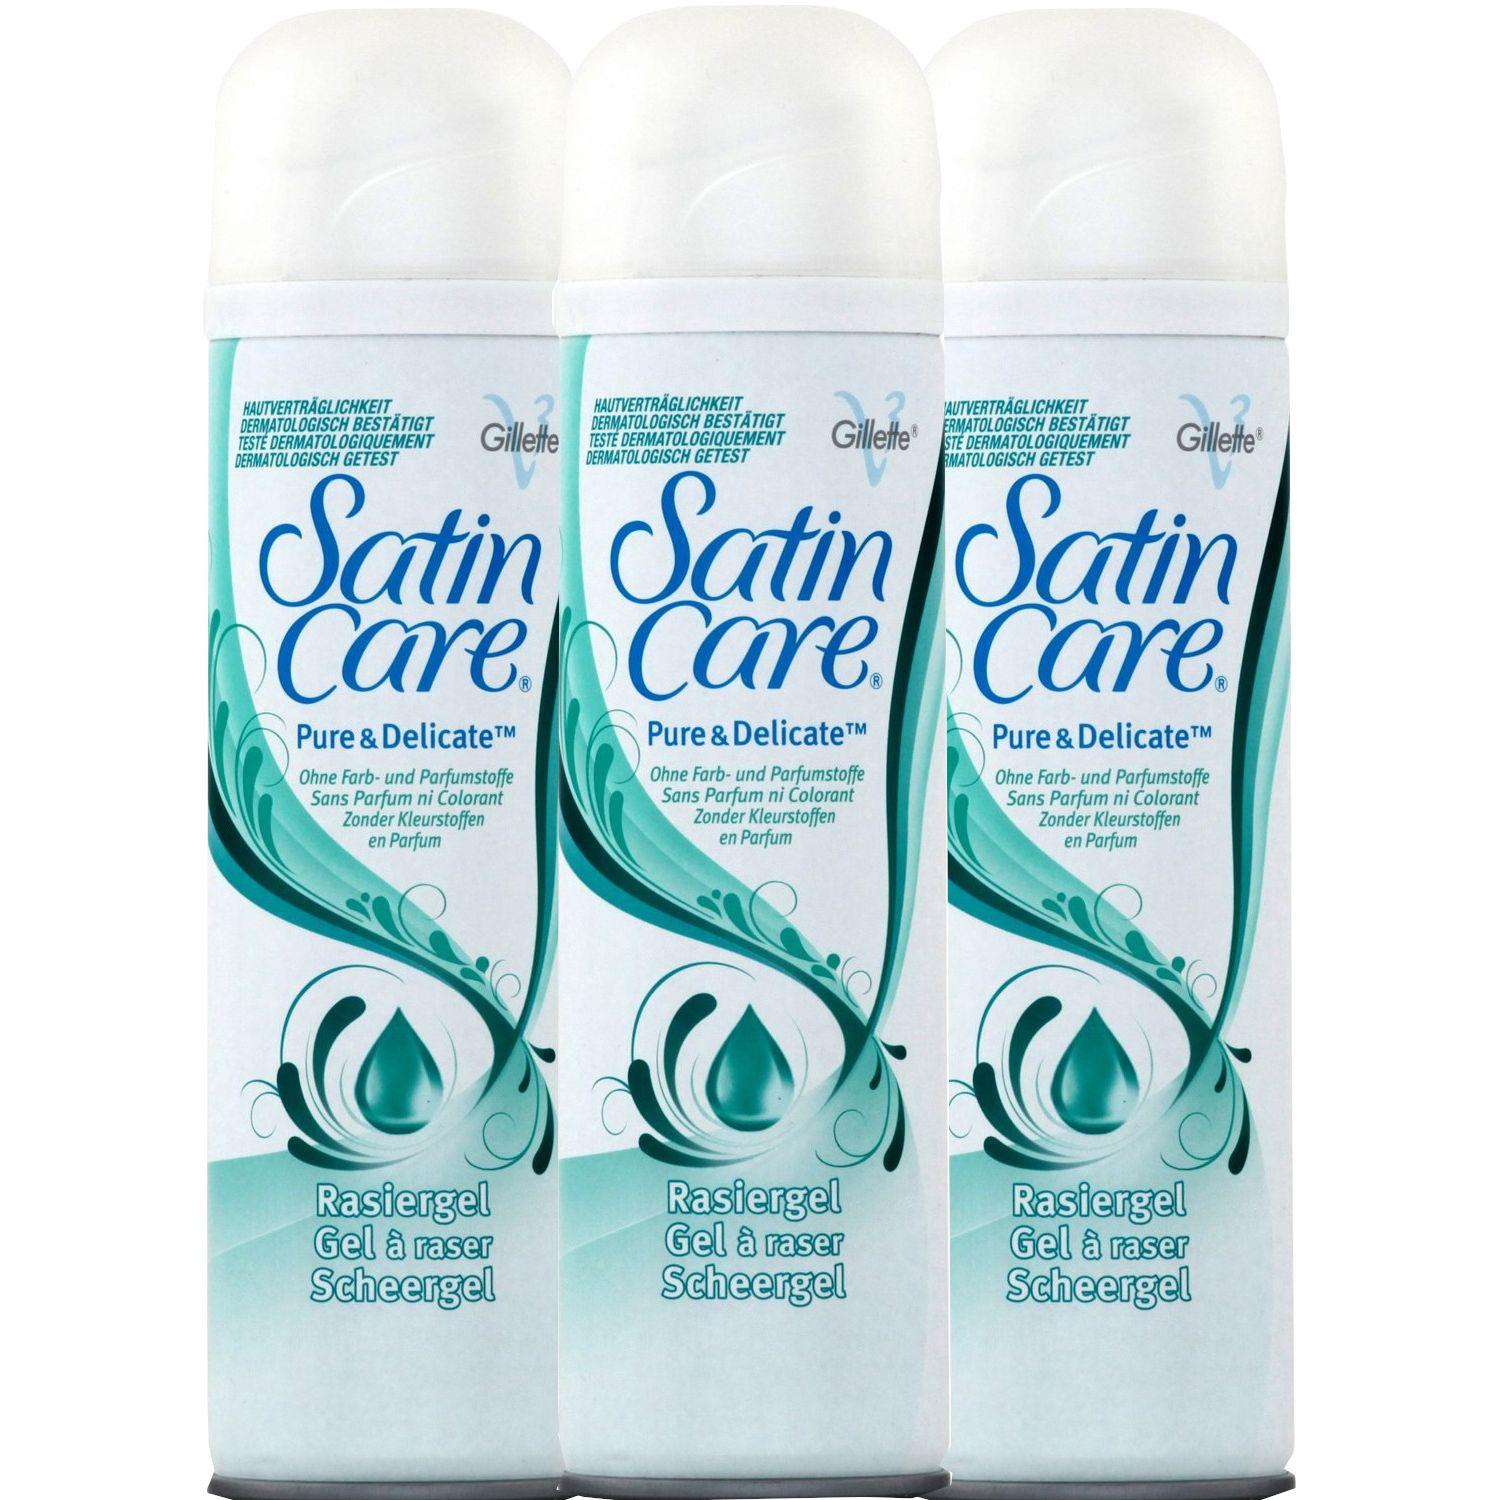 HAUTVERTRÄGLICHKEIT
DERMATOLOGISCH BESTÄTIGT
TESTÉ DERMATOLOGIQUEMENT
DERMATOLOGISCH GETEST
Gillette
Satin
Care®
Pure & Delicate™
Ohne Farb- und Parfumstoffe
Sans Parfum ni Colorant
Zonder Kleurstoffen
en Parfum
Rasiergel
Gel à raser
Scheergel
HAUTVERTRÄGLICHKEIT
DERMATOLOGISCH BESTÄTIGT
TESTÉ DERMATOLOGIQUEMENT
DERMATOLOGISCH GETEST
Gillette®
Satin
Care®
Pure & Delicate™
Ohne Farb- und Parfumstoffe
Sans Parfum ni Colorant
Zonder Kleurstoffen
en Parfum
Rasiergel
Gel à raser
Scheergel
AUTVERTRÄGLICHKEIT
RMATOLOGISCH BESTÄTIGT
STÉ DERMATOLOGIQUEMENT
RMATOLOGISCH GETEST
Gillette®
Satin
Care®
Pure & Delicate™
Ohne Farb- und Parfumstoffe
Sans Parfum ni Colorant
Zonder Kleurstoffen
en Parfum
Rasiergel
Gel à raser
Scheergel